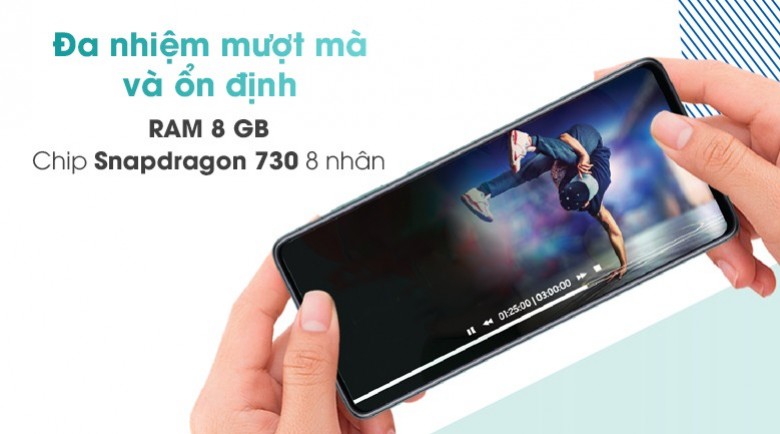 Đa nhiệm mượt mà
và ổn định
RAM 8 GB
Chip Snapdragon 730 8 nhân
01:25:00 | 03:00:00